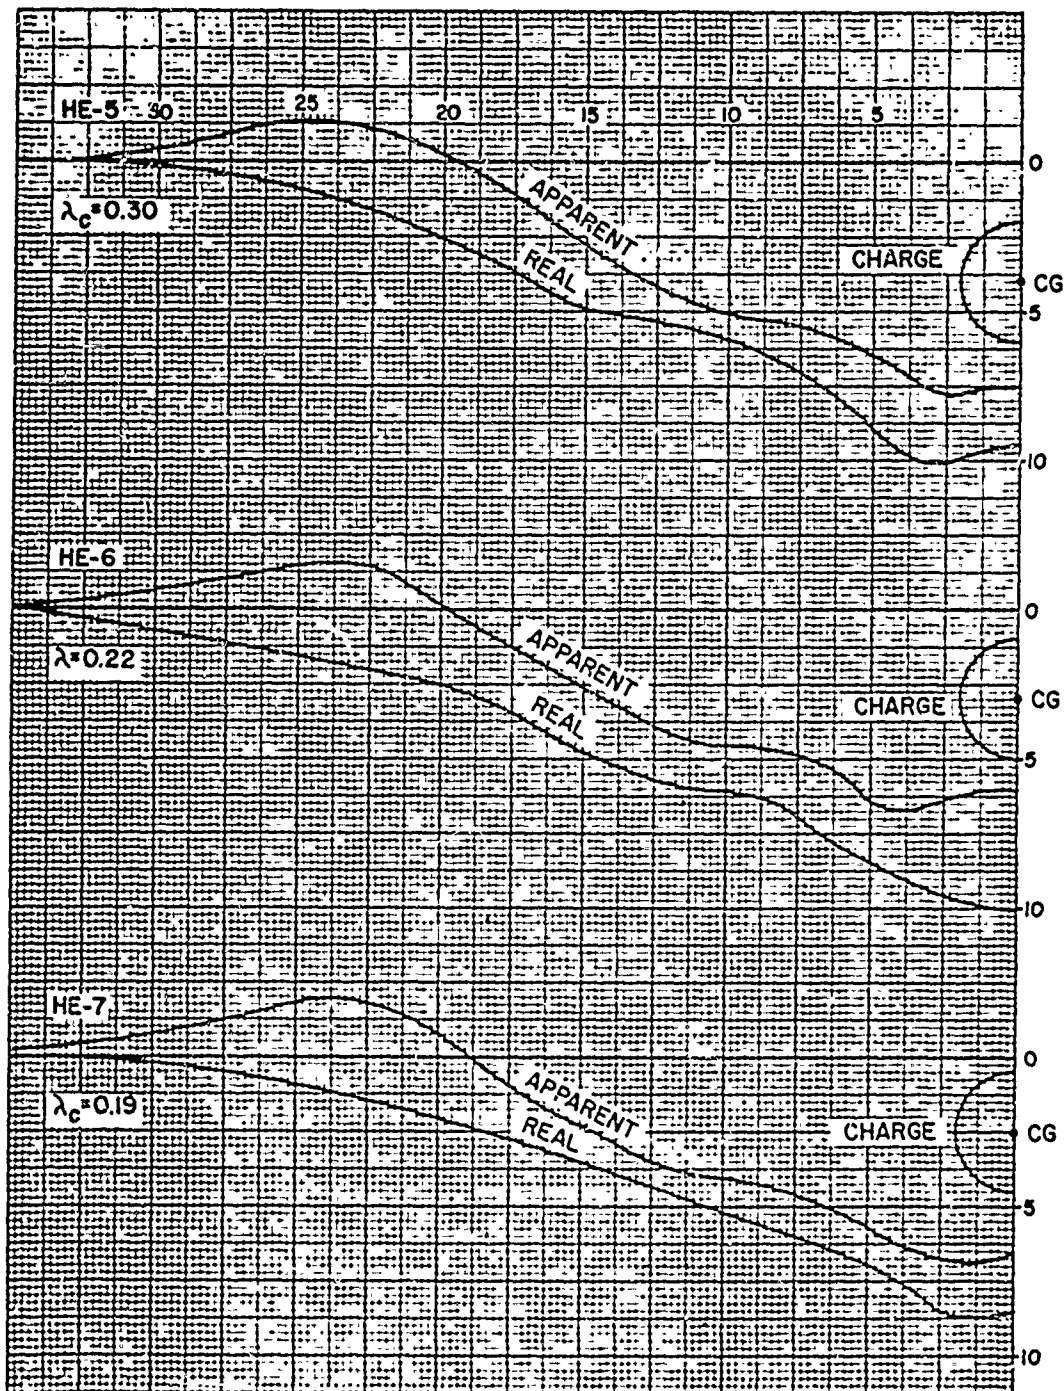 HE-5 30 25 20 15 10 5
0
λc=0.30
APPARENT
REAL
CHARGE
CG
5
10
HE-6
0
λ=0.22
APPARENT
REAL
CHARGE
CG
5
10
HE-7
0
λc=0.19
APPARENT
REAL
CHARGE
CG
5
10